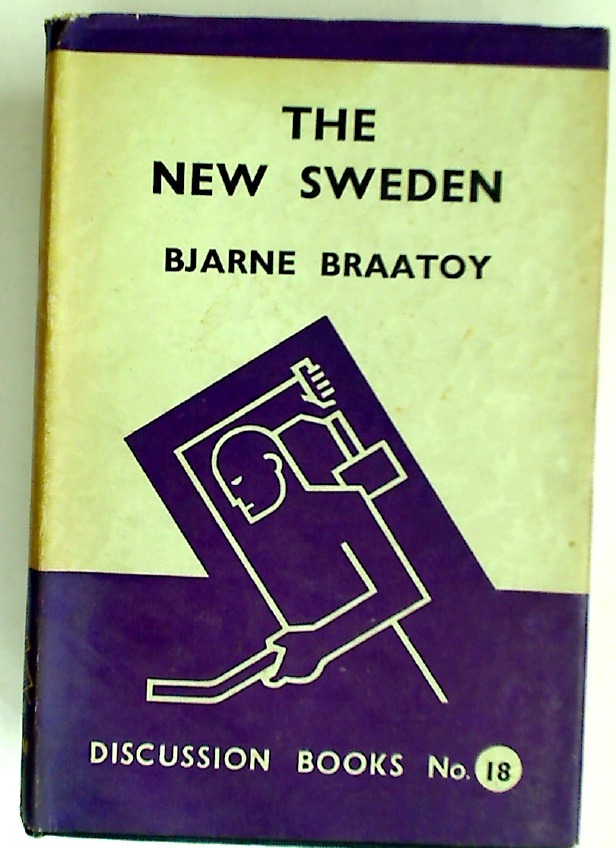 THE
NEW SWEDEN
BJARNE BRAATOY
DISCUSSION BOOKS No. 18